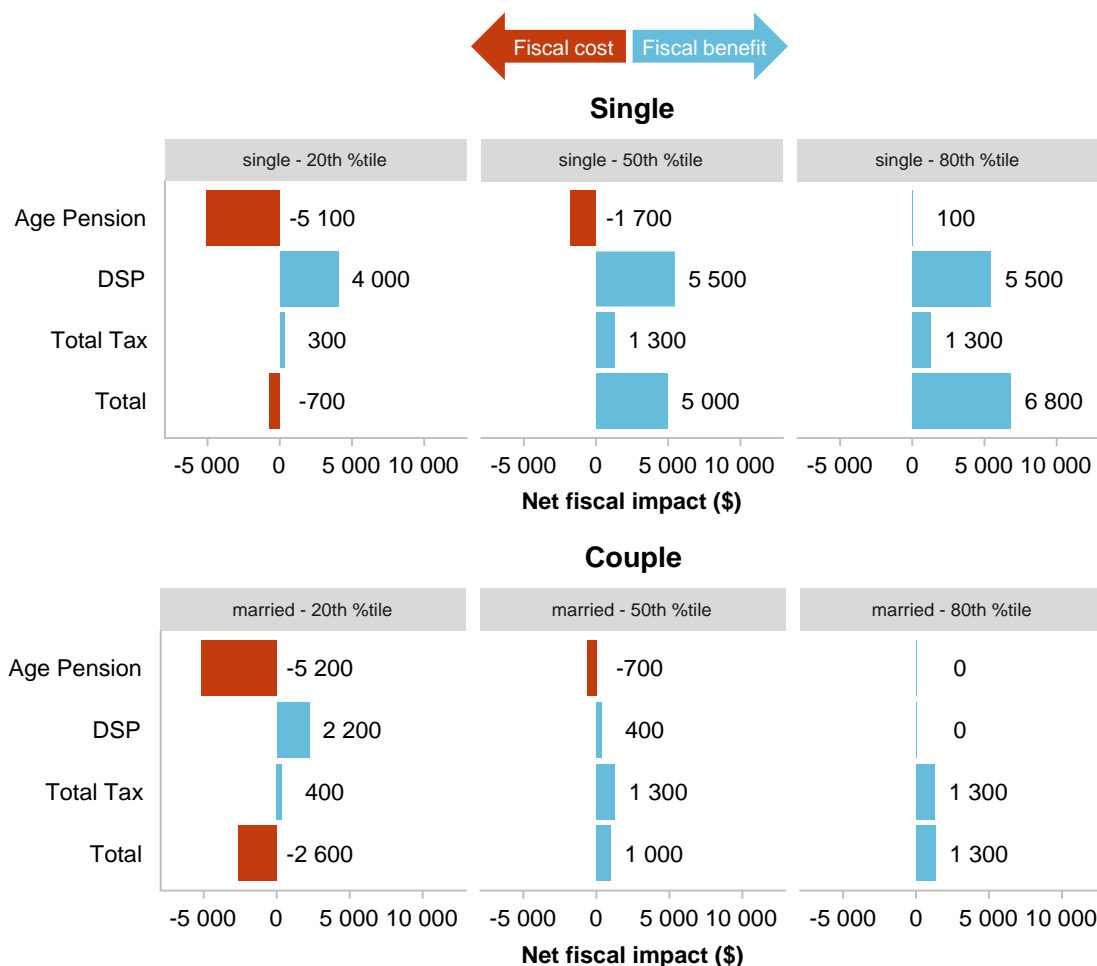 Fiscal cost Fiscal benefit
Single
single - 20th %tile single - 50th %tile single - 80th %tile
Age Pension -5 100 -1 700 100
DSP 4 000 5 500 5 500
Total Tax 300 1 300 1 300
Total -700 5 000 6 800
-5 000 0 5 000 10 000 -5 000 0 5 000 10 000 -5 000 0 5 000 10 000
Net fiscal impact ($)
Couple
married - 20th %tile married - 50th %tile married - 80th %tile
Age Pension -5 200 -700 0
DSP 2 200 400 0
Total Tax 400 1 300 1 300
Total -2 600 1 000 1 300
-5 000 0 5 000 10 000 -5 000 0 5 000 10 000 -5 000 0 5 000 10 000
Net fiscal impact ($)